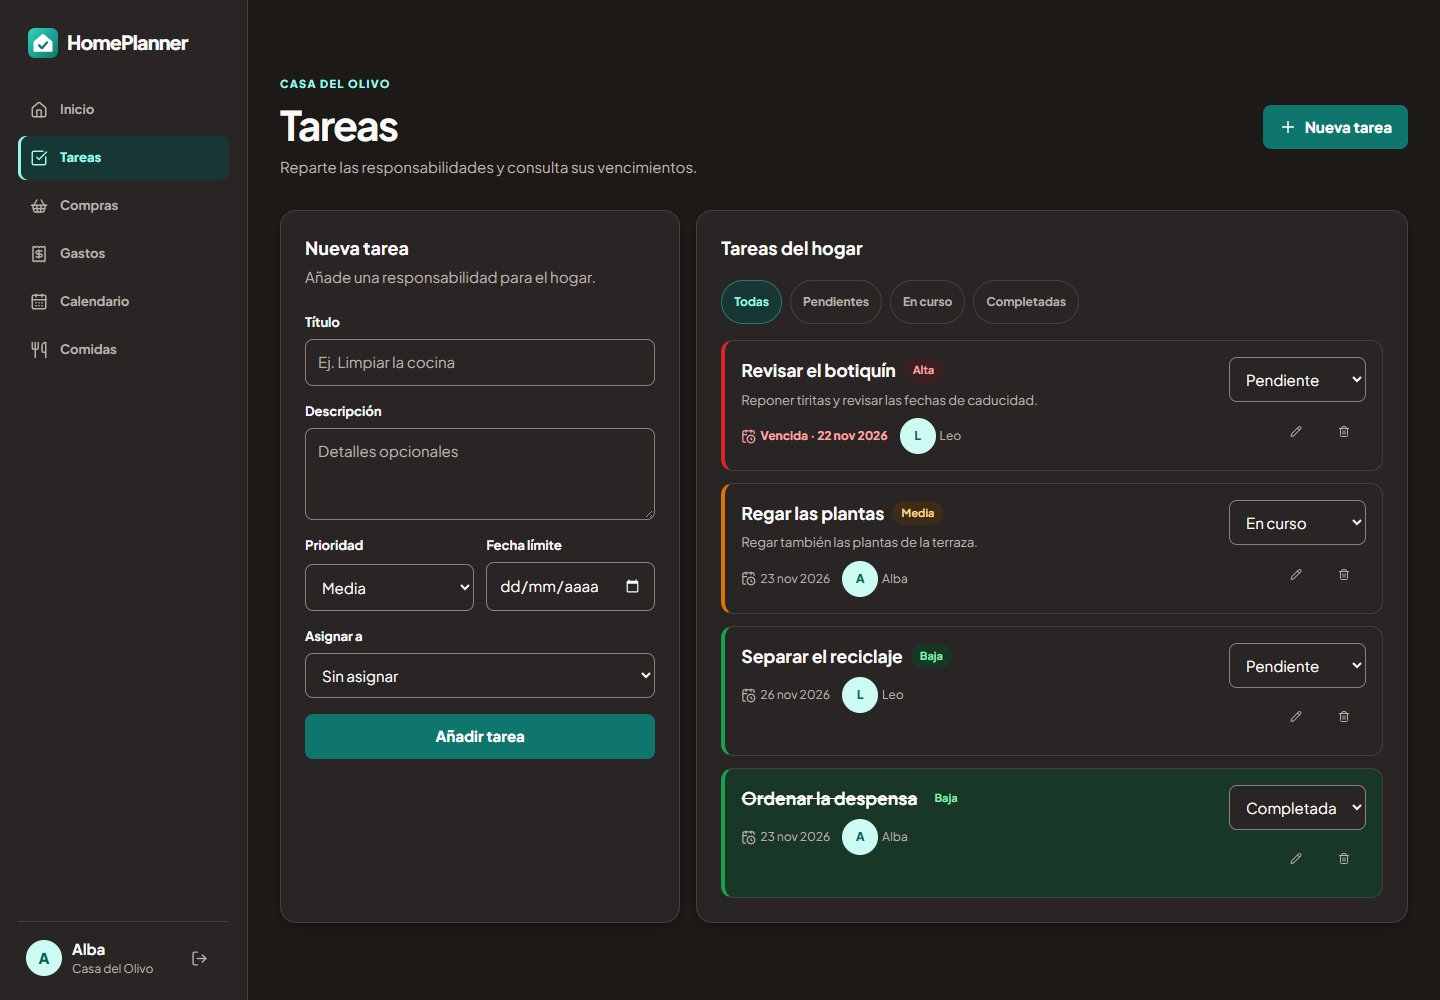 HomePlanner
Inicio
Tareas
Compras
Gastos
Calendario
Comidas
A
Alba
Casa del Olivo
CASA DEL OLIVO
Tareas
Reparte las responsabilidades y consulta sus vencimientos.
Nueva tarea
Nueva tarea
Añade una responsabilidad para el hogar.
Título
Ej. Limpiar la cocina
Descripción
Detalles opcionales
Prioridad
Fecha límite
Media
dd/mm/aaaa
Asignar a
Sin asignar
Añadir tarea
Tareas del hogar
Todas
Pendientes
En curso
Completadas
Revisar el botiquín
Alta
Pendiente
Reponer tiritas y revisar las fechas de caducidad.
Vencida · 22 nov 2026
L
Leo
Regar las plantas
Media
En curso
Regar también las plantas de la terraza.
23 nov 2026
A
Alba
Separar el reciclaje
Baja
Pendiente
26 nov 2026
L
Leo
Ordenar la despensa
Baja
Completada
23 nov 2026
A
Alba